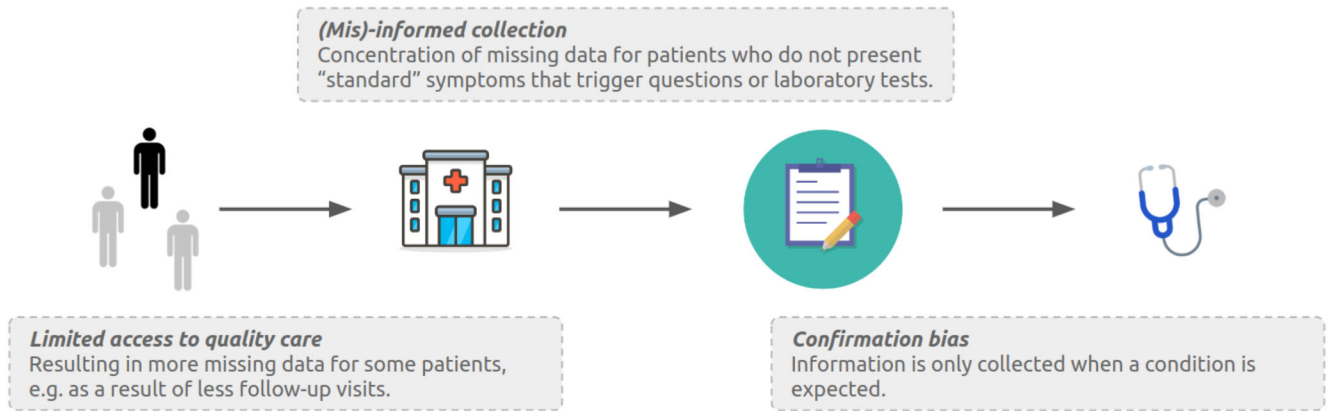 (Mis)-informed collection
Concentration of missing data for patients who do not present
“standard” symptoms that trigger questions or laboratory tests.
Limited access to quality care
Resulting in more missing data for some patients,
e.g. as a result of less follow-up visits.
Confirmation bias
Information is only collected when a condition is
expected.